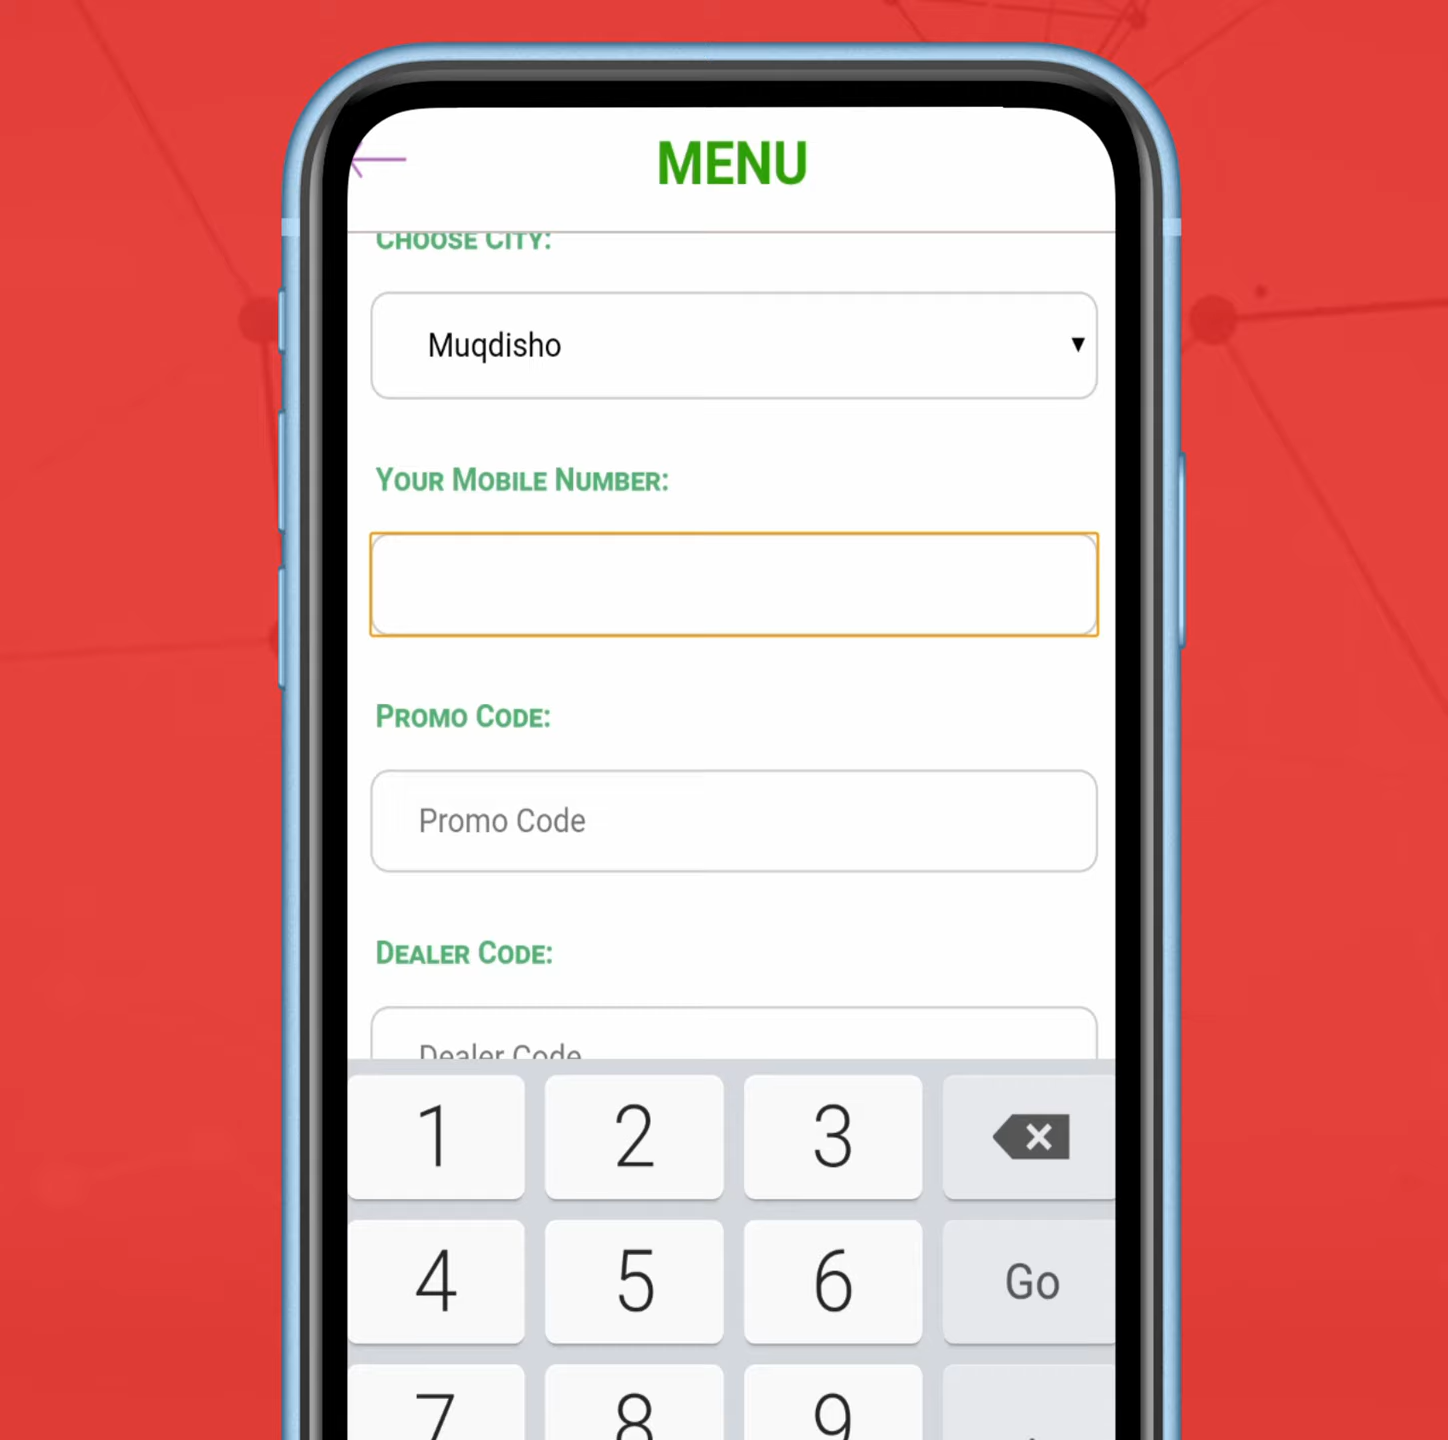 MENU
CHOOSE CITY:
Muqdisho
YOUR MOBILE NUMBER:
PROMO CODE:
Promo Code
DEALER CODE:
Dealer Code
1 2 3
4 5 6 Go
7 8 9